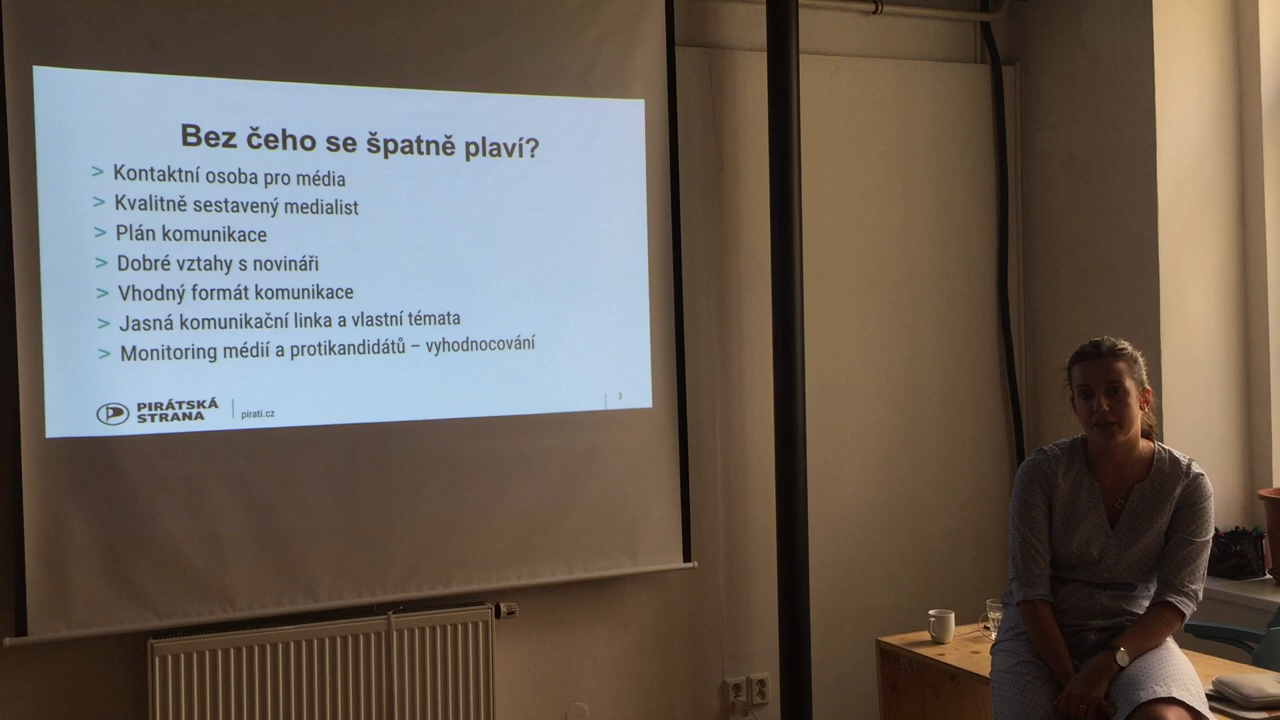 Bez čeho se špatně plaví?
> Kontaktní osoba pro média
> Kvalitně sestavený medialist
> Plán komunikace
> Dobré vztahy s novináři
> Vhodný formát komunikace
> Jasná komunikační linka a vlastní témata
> Monitoring médií a protikandidátů – vyhodnocování
PIRÁTSKÁ
STRANA
pirati.cz
3